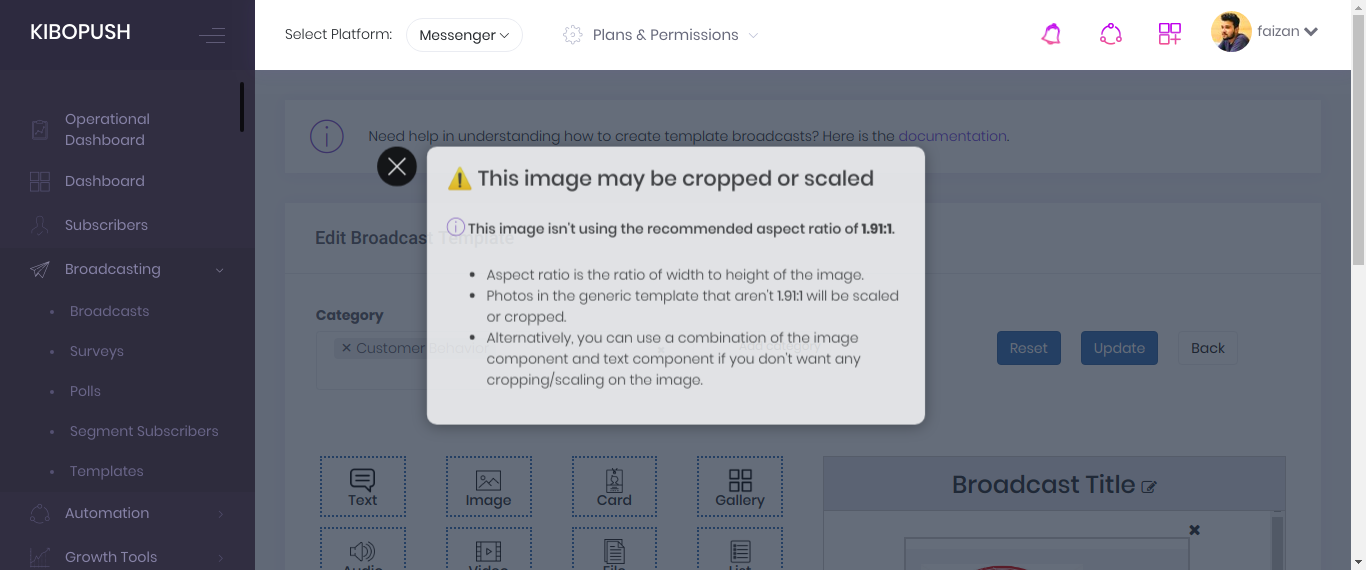 KIBOPUSH
Select Platform: Messenger Plans & Permissions faizan
Operational
Dashboard
Dashboard
Subscribers
Broadcasting
Broadcasts
Surveys
Polls
Segment Subscribers
Templates
Automation
Growth Tools
Need help in understanding how to create template broadcasts? Here is the documentation.
⚠ This image may be cropped or scaled
This image isn't using the recommended aspect ratio of 1.91:1.
• Aspect ratio is the ratio of width to height of the image.
• Photos in the generic template that aren't 1.91:1 will be scaled
or cropped.
• Alternatively, you can use a combination of the image
component and text component if you don't want any
cropping/scaling on the image.
Edit Broadcast Template
Category
× Customer Behavior
Add category
Reset Update Back
Text Image Card Gallery
Audio Video File List
Broadcast Title